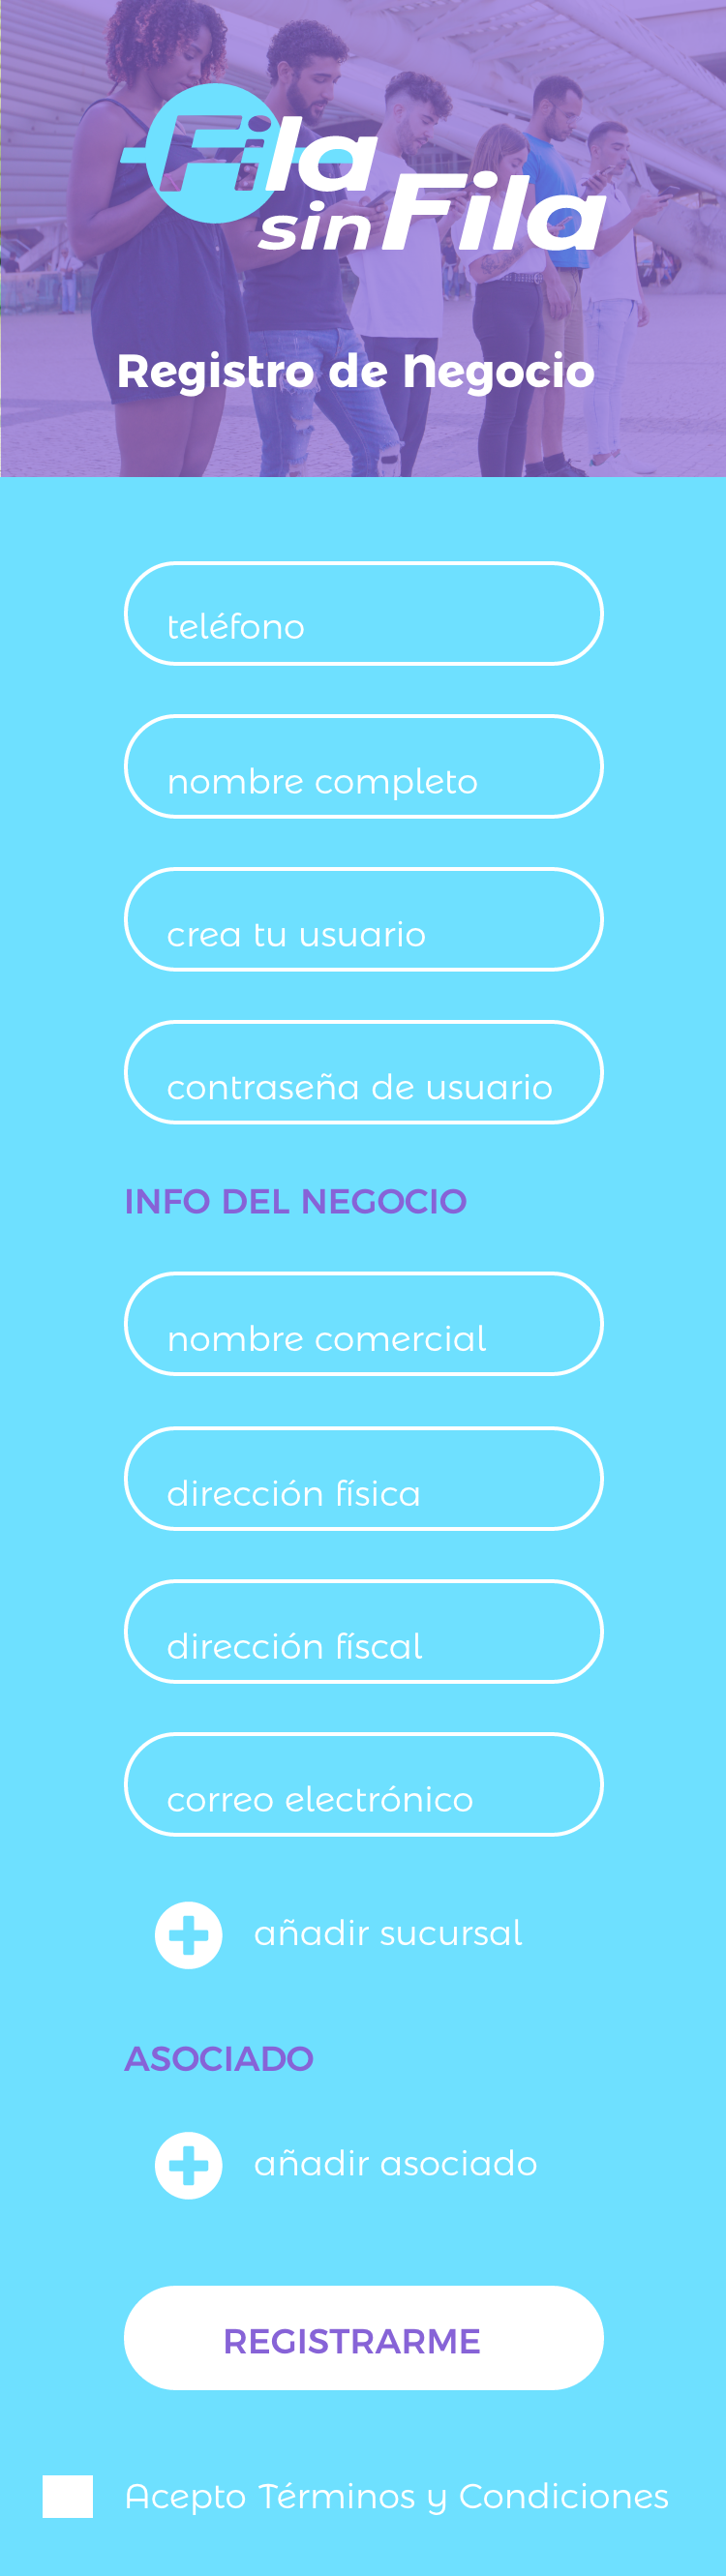 Fila
sin Fila
Registro de Negocio
teléfono
nombre completo
crea tu usuario
contraseña de usuario
INFO DEL NEGOCIO
nombre comercial
dirección física
dirección físcal
correo electrónico
añadir sucursal
ASOCIADO
añadir asociado
REGISTRARME
Acepto Términos y Condiciones